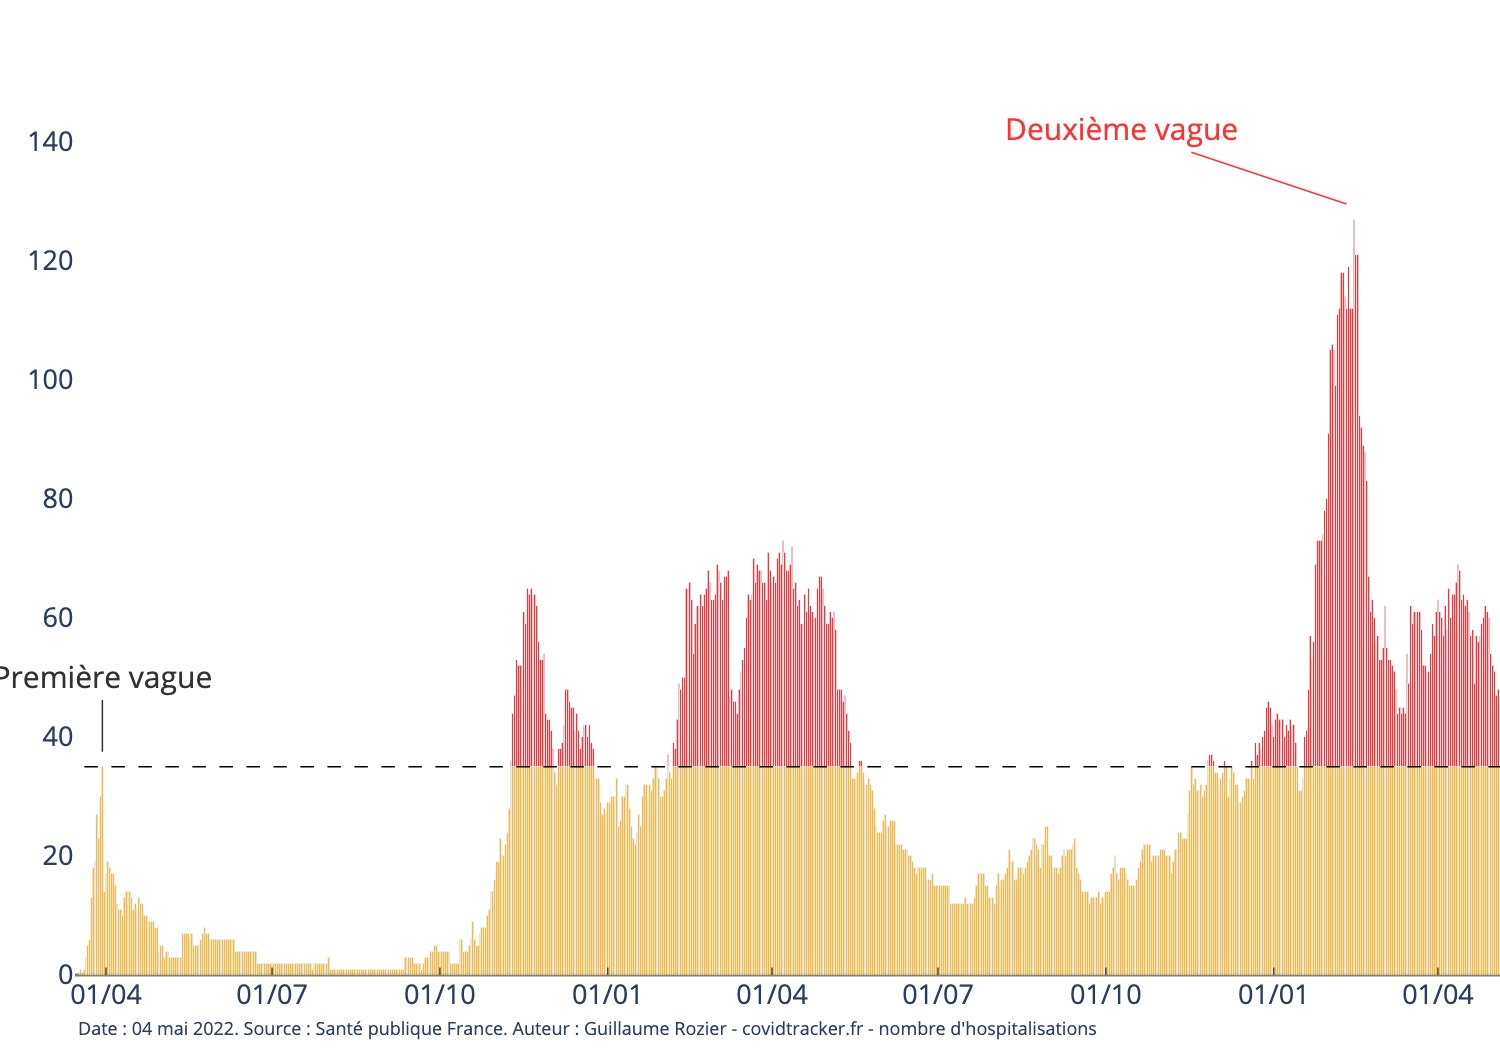 Deuxième vague
140
120
100
80
60
Première vague
40
20
0
01/04 01/07 01/10 01/01 01/04 01/07 01/10 01/01 01/04
Date : 04 mai 2022. Source : Santé publique France. Auteur : Guillaume Rozier - covidtracker.fr - nombre d'hospitalisations